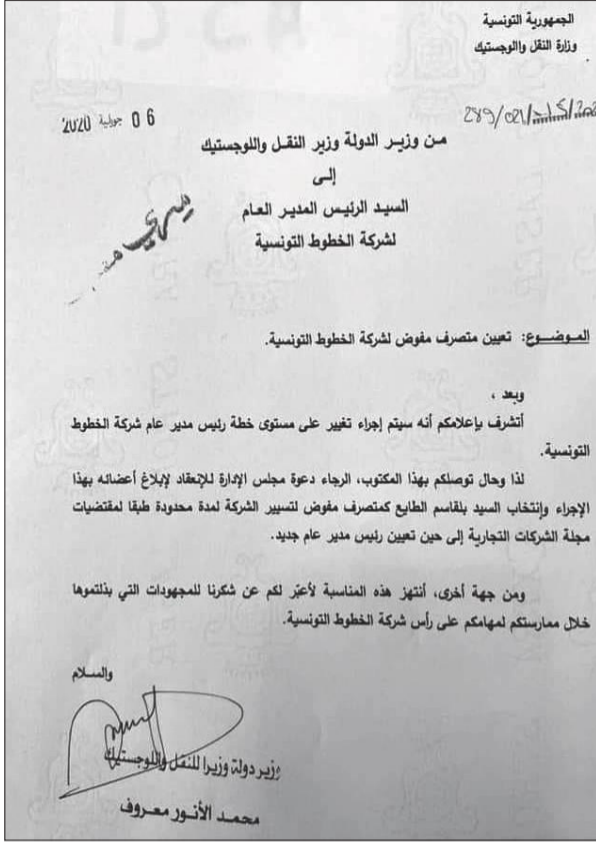 الجمهورية التونسية
وزارة النقل واللوجستيك
06 جويلية 2020
من وزير الدولة وزير النقل واللوجستيك
إلى
السيد الرئيس المدير العام
لشركة الخطوط التونسية
سري
الموضوع: تعيين متصرف مفوض لشركة الخطوط التونسية.
وبعد ،
أتشرف بإعلامكم أنه سيتم إجراء تغيير على مستوى خطة رئيس مدير عام شركة الخطوط
التونسية.
لذا وحال توصلكم بهذا المكتوب، الرجاء دعوة مجلس الإدارة للإنعقاد لإبلاغ أعضائه بهذا
الإجراء وإنتخاب السيد بلقاسم الطايع كمتصرف مفوض لتسيير الشركة لمدة محدودة طبقا لمقتضيات
مجلة الشركات التجارية إلى حين تعيين رئيس مدير عام جديد.
ومن جهة أخرى، أنتهز هذه المناسبة لأعبّر لكم عن شكرنا للمجهودات التي بذلتموها
خلال ممارستكم لمهامكم على رأس شركة الخطوط التونسية.
والسلام
وزير دولة وزيرا للنقل واللوجستيك
محمد الأنور معروف